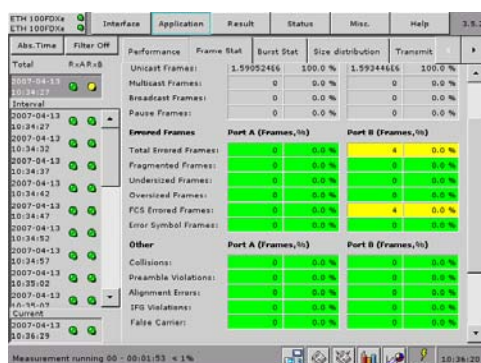 ETH 100FDXe
ETH 100FDXe
Interface Application Result Status Misc. Help 3.5.
Abs.Time Filter Off
Performance Frame Stat Burst Stat Size distribution Transmit
Total RxA RxB
2007-04-13
10:34:27
Interval
2007-04-13
10:34:27
2007-04-13
10:34:32
2007-04-13
10:34:37
2007-04-13
10:34:42
2007-04-13
10:34:47
2007-04-13
10:34:52
2007-04-13
10:34:57
2007-04-13
10:35:02
2007-04-13
10:35:07
Current
2007-04-13
10:36:29
Unicast Frames: 1.590524E6 100.0 % 1.593446E6 100.0 %
Multicast Frames: 0 0.0 % 0 0.0 %
Broadcast Frames: 0 0.0 % 0 0.0 %
Pause Frames: 0 0.0 % 0 0.0 %
Errored Frames Port A (Frames,%) Port B (Frames,%)
Total Errored Frames: 0 0.0 % 4 0.0 %
Fragmented Frames: 0 0.0 % 0 0.0 %
Undersized Frames: 0 0.0 % 0 0.0 %
Oversized Frames: 0 0.0 % 0 0.0 %
FCS Errored Frames: 0 0.0 % 4 0.0 %
Error Symbol Frames: 0 0.0 % 0 0.0 %
Other Port A (Frames,%) Port B (Frames,%)
Collisions: 0 0.0 % 0 0.0 %
Preamble Violations: 0 0.0 % 0 0.0 %
Alignment Errors: 0 0.0 % 0 0.0 %
IFG Violations: 0 0.0 % 0 0.0 %
False Carrier: 0 0.0 % 0 0.0 %
Measurement running 00 - 00:01:53 < 1% 10:36:20